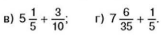 в) 5 1/5 + 3/10; г) 7 6/35 + 1/5.